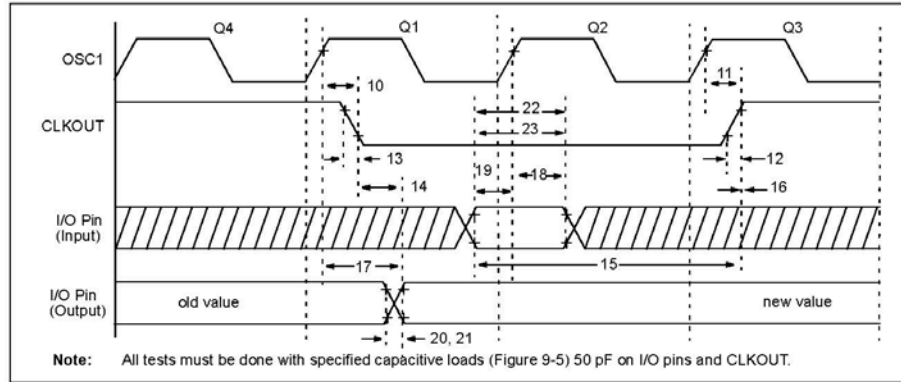 Q4 Q1 Q2 Q3
OSC1
10 11
22
CLKOUT
23
13 19 18 12
14 16
I/O Pin
(Input)
17 15
I/O Pin
(Output)
old value new value
20, 21
Note: All tests must be done with specified capacitive loads (Figure 9-5) 50 pF on I/O pins and CLKOUT.